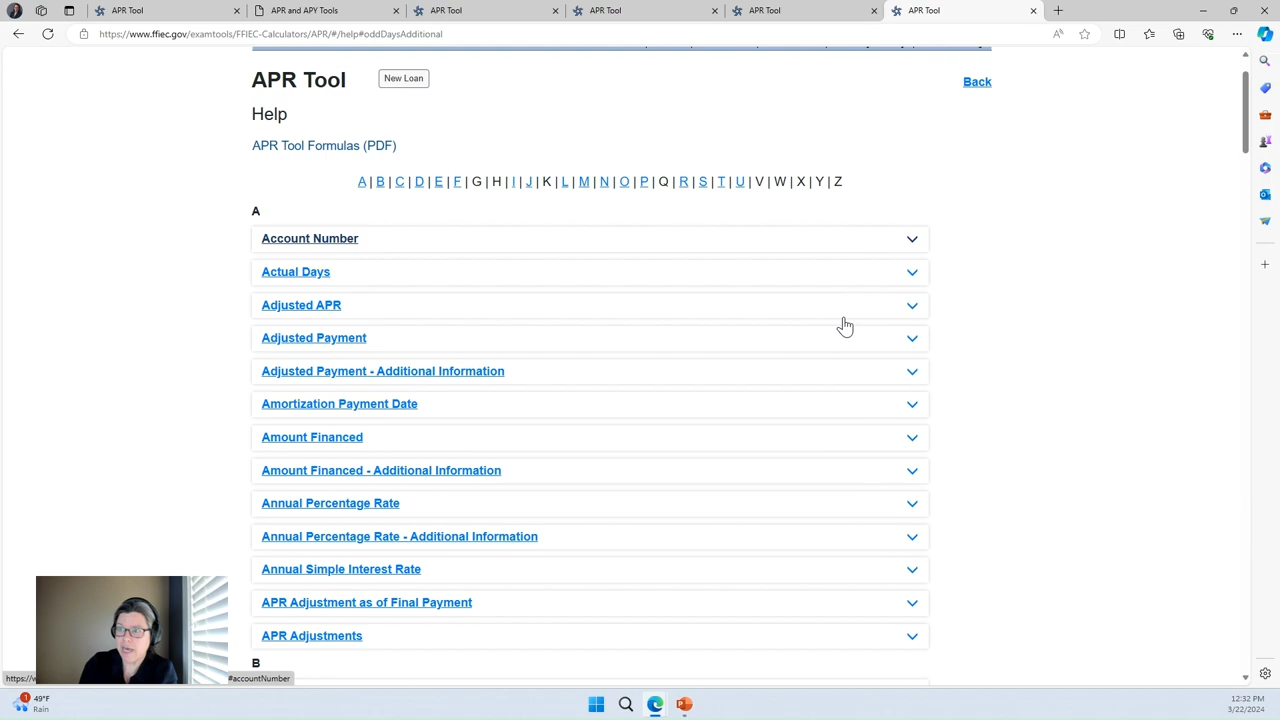 APR Tool
APR Tools
APR Tool
APR Tool
APR Tool
APR Tool
https://www.ffiec.gov/examtools/FFIEC-Calculators/APR/#/help#oddDaysAdditional
APR Tool
New Loan
Back
Help
APR Tool Formulas (PDF)
A | B | C | D | E | F | G | H | I | J | K | L | M | N | O | P | Q | R | S | T | U | V | W | X | Y | Z
A
Account Number
Actual Days
Adjusted APR
Adjusted Payment
Adjusted Payment - Additional Information
Amortization Payment Date
Amount Financed
Amount Financed - Additional Information
Annual Percentage Rate
Annual Percentage Rate - Additional Information
Annual Simple Interest Rate
APR Adjustment as of Final Payment
APR Adjustments
B
https://w
#accountNumber
1
49°F
Rain
12:32 PM
3/22/2024